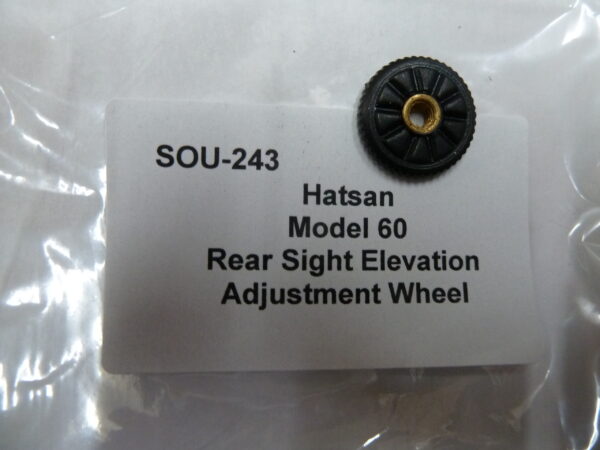 SOU-243
Hatsan
Model 60
Rear Sight Elevation
Adjustment Wheel